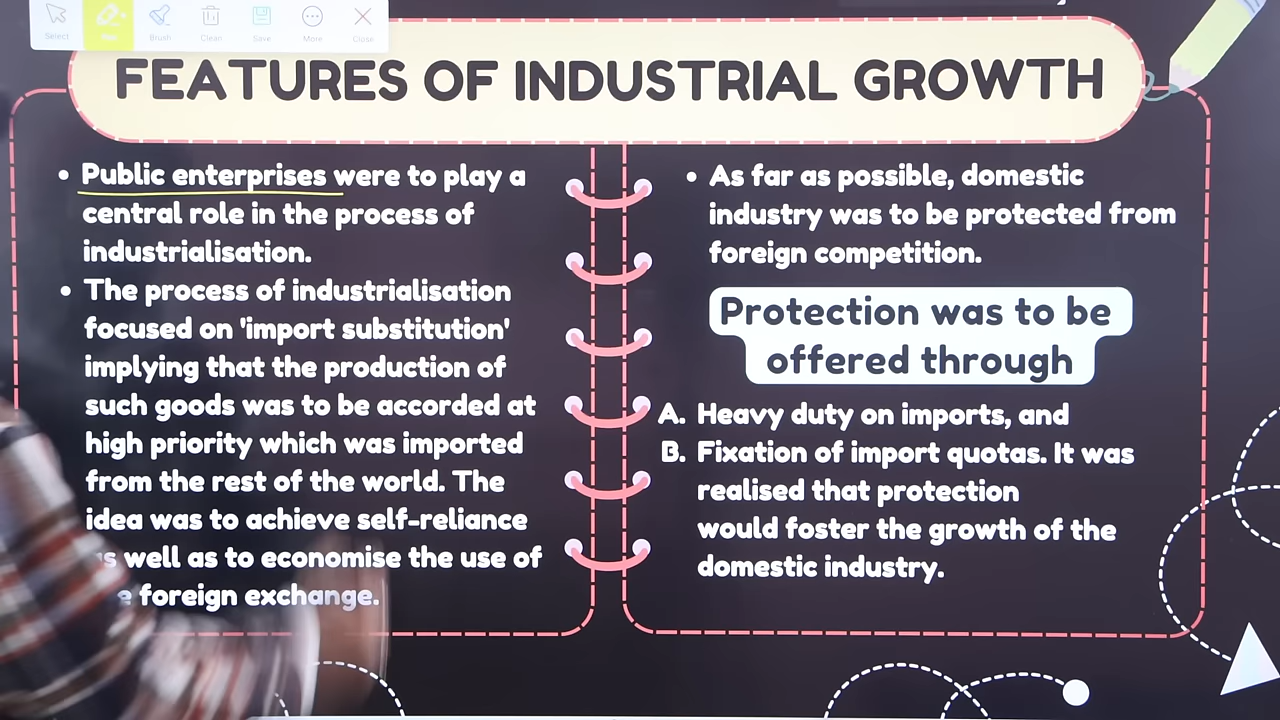 Select
Brush
Clean
Save
More
Close
FEATURES OF INDUSTRIAL GROWTH
• Public enterprises were to play a
central role in the process of
industrialisation.
• The process of industrialisation
focused on 'import substitution'
implying that the production of
such goods was to be accorded at
high priority which was imported
from the rest of the world. The
idea was to achieve self-reliance
well as to economise the use of
foreign exchange.
• As far as possible, domestic
industry was to be protected from
foreign competition.
Protection was to be
offered through
A. Heavy duty on imports, and
B. Fixation of import quotas. It was
realised that protection
would foster the growth of the
domestic industry.